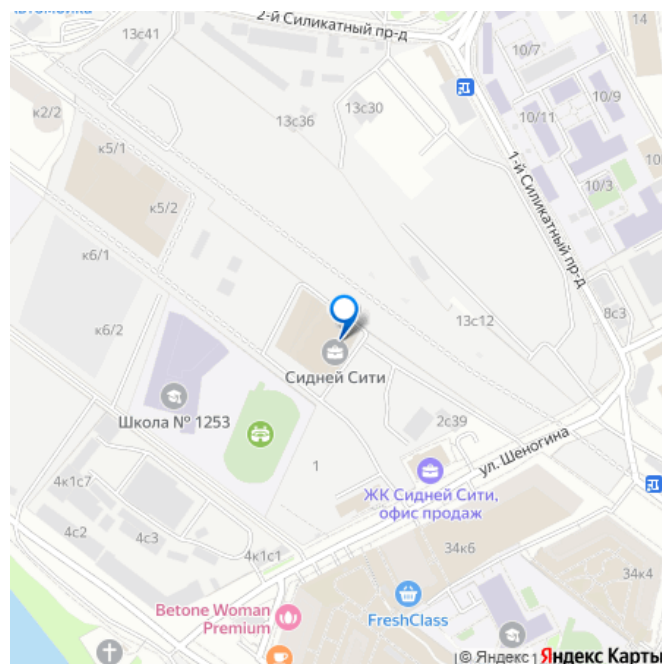 2-й Силикатный пр-д
13с41
14
10/7
к2/2
13с30
10/9
13с36
10/11
к5/1
1-й Силикатный пр-д
10
10/3
к5/2
к6/1
13с12
8с3
к6/2
Сидней Сити
Школа № 1253
2с39
ул. Шеногина
1
4к1с7
ЖК Сидней Сити,
офис продаж
4с2
4с3
4к1с1
34к6
34к4
Betone Woman
Premium
FreshClass
© Яндекс
1
Яндекс Карты